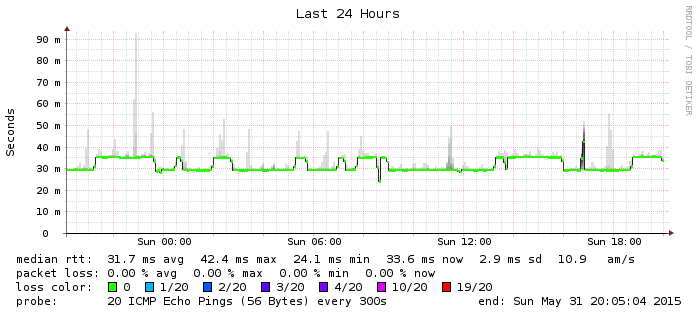 Last 24 Hours
RRDTOOL / TOBI OETIKER
Seconds
90 m
80 m
70 m
60 m
50 m
40 m
30 m
20 m
10 m
0
Sun 00:00 Sun 06:00 Sun 12:00 Sun 18:00
median rtt: 31.7 ms avg 42.4 ms max 24.1 ms min 33.6 ms now 2.9 ms sd 10.9 am/s
packet loss: 0.00 % avg 0.00 % max 0.00 % min 0.00 % now
loss color: 0 1/20 2/20 3/20 4/20 10/20 19/20
probe: 20 ICMP Echo Pings (56 Bytes) every 300s end: Sun May 31 20:05:04 2015